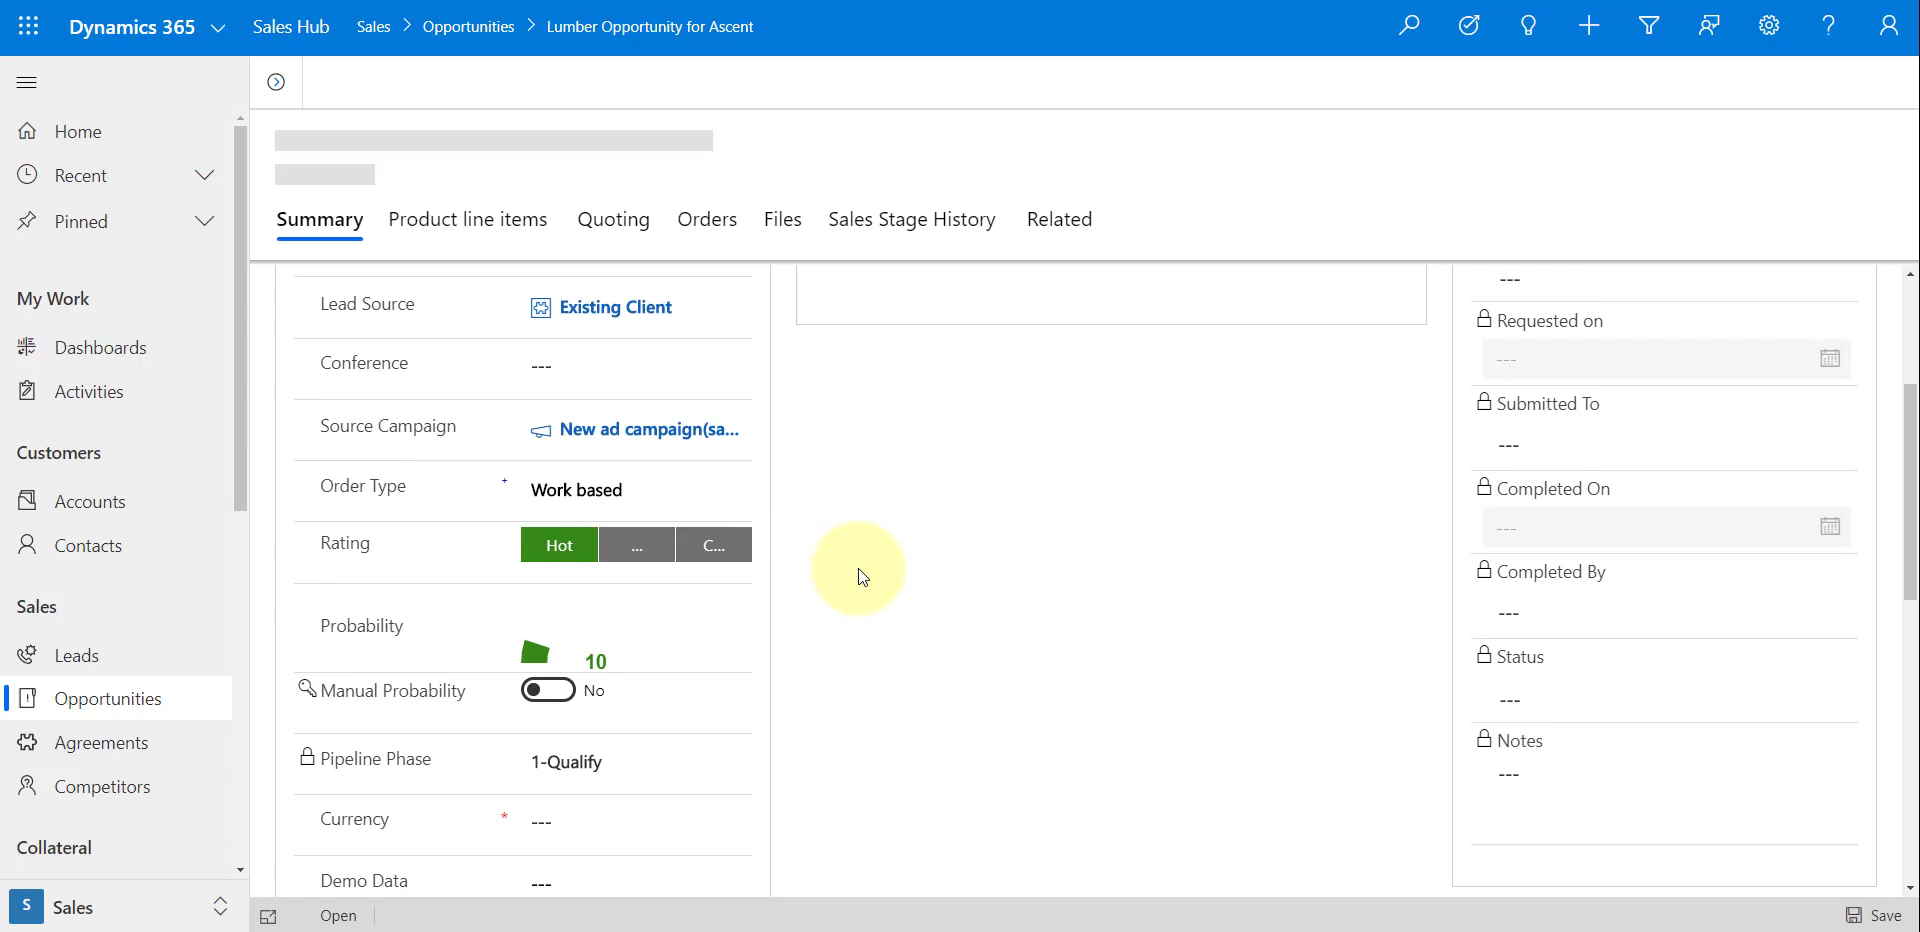 Dynamics 365 Sales Hub Sales Opportunities Lumber Opportunity for Ascent
Home
Recent
Pinned
My Work
Dashboards
Activities
Customers
Accounts
Contacts
Sales
Leads
Opportunities
Agreements
Competitors
Collateral
S Sales
Summary Product line items Quoting Orders Files Sales Stage History Related
Lead Source Existing Client
Conference ---
Source Campaign New ad campaign(sa...
Order Type + Work based
Rating Hot ... C...
Probability 10
Manual Probability No
Pipeline Phase 1-Qualify
Currency * ---
Demo Data ---
---
Requested on
---
Submitted To
---
Completed On
---
Completed By
---
Status
---
Notes
---
Open
Save